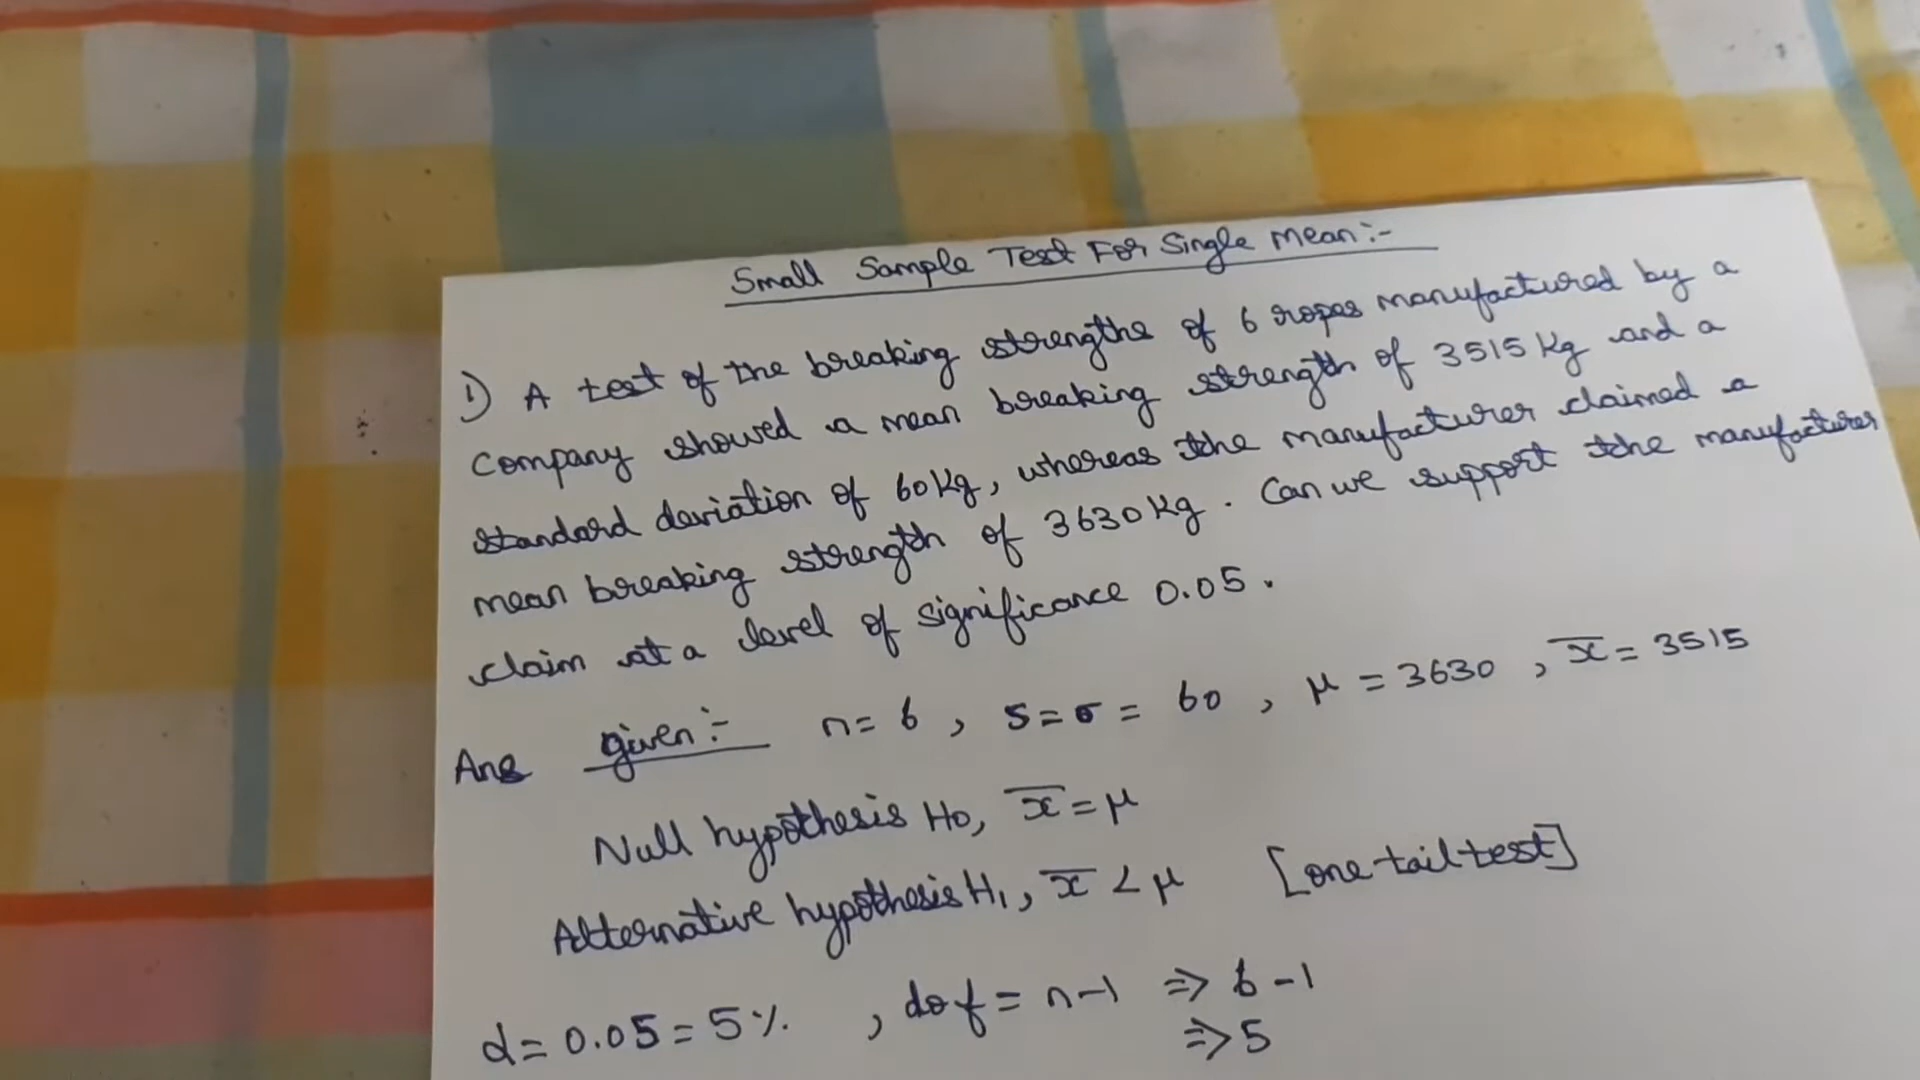 Small Sample Test For Single Mean:-
1) A test of the breaking strengths of 6 ropes manufactured by a
company showed a mean breaking strength of 3515 kg and a
standard deviation of 60kg, whereas the manufacturer claimed a
mean breaking strength of 3630kg. Can we support the manufacturer
claim at a level of significance 0.05.
Ans given:- n=6, s=σ= 60, μ = 3630, x̅= 3515
Null hypothesis H0, x̅=μ
Alternative hypothesis H1, x̅ < μ [one-tail-test]
α=0.05=5%, dof= n-1 => 6-1
=> 5